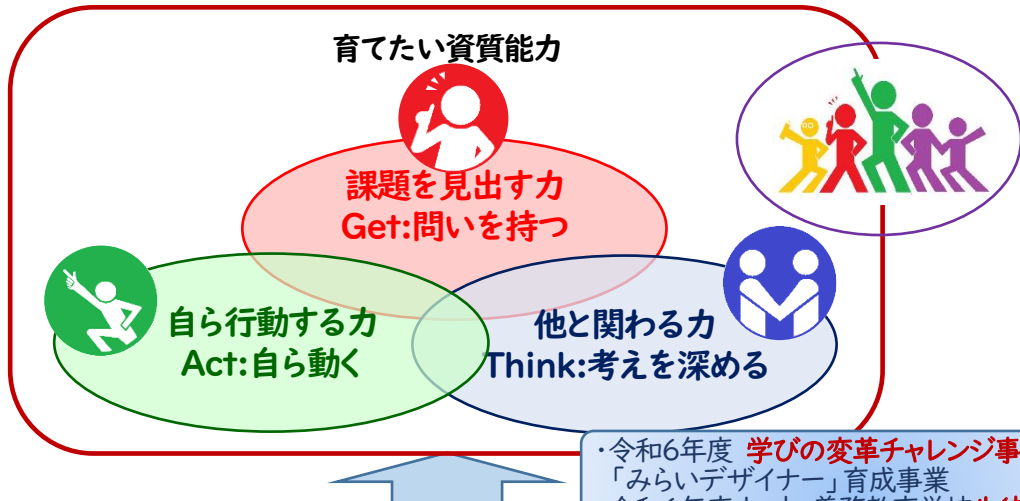 育てたい資質能力
課題を見出す力
Get:問いを持つ
自ら行動する力
Act:自ら動く
他と関わる力
Think:考えを深める
・令和6年度 学びの変革チャレンジ事
「みらいデザイナー」育成事業